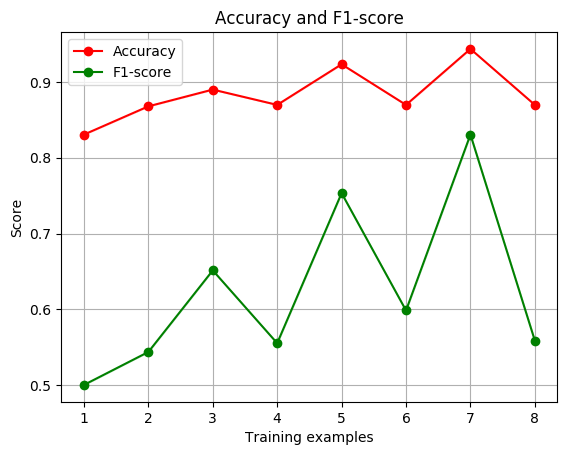 Accuracy and F1-score
Accuracy
F1-score
0.9
0.8
0.7
0.6
0.5
Score
1 2 3 4 5 6 7 8
Training examples